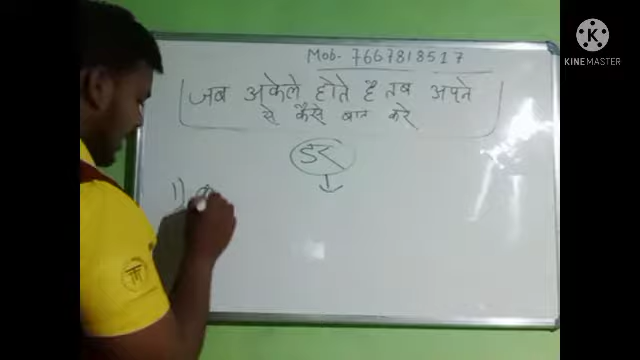 Mob. 7667818517
जब अकेले होते है तब अपने
से कैसे बात करे
डर
1)
KINEMASTER